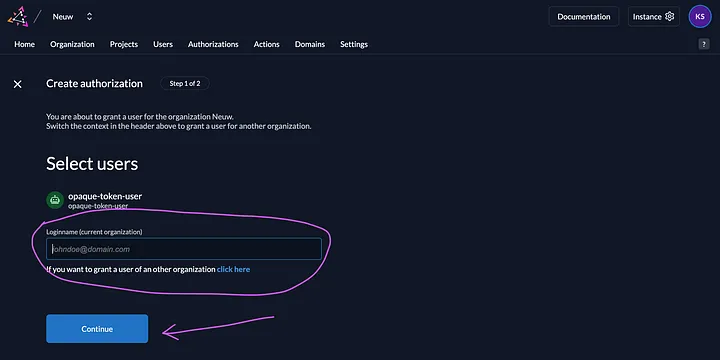 Neuw
Documentation
Instance
KS
Home Organization Projects Users Authorizations Actions Domains Settings
?
Create authorization
Step 1 of 2
You are about to grant a user for the organization Neuw.
Switch the context in the header above to grant a user for another organization.
Select users
opaque-token-user
opaque-token-user
Loginname (current organization)
johndoe@domain.com
If you want to grant a user of an other organization click here
Continue